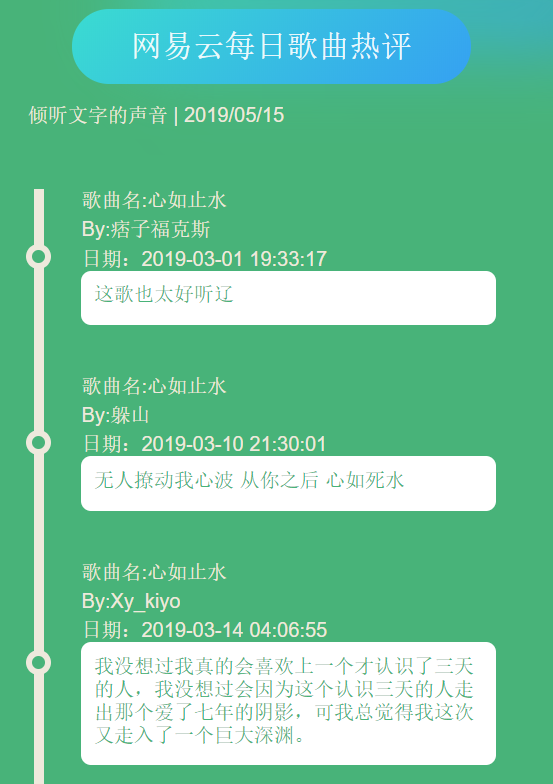 网易云每日歌曲热评
倾听文字的声音 | 2019/05/15
歌曲名:心如止水
By:痞子福克斯
日期：2019-03-01 19:33:17
这歌也太好听辽
歌曲名:心如止水
By:躲山
日期：2019-03-10 21:30:01
无人撩动我心波 从你之后 心如死水
歌曲名:心如止水
By:Xy_kiyo
日期：2019-03-14 04:06:55
我没想过我真的会喜欢上一个才认识了三天
的人，我没想过会因为这个认识三天的人走
出那个爱了七年的阴影，可我总觉得我这次
又走入了一个巨大深渊。